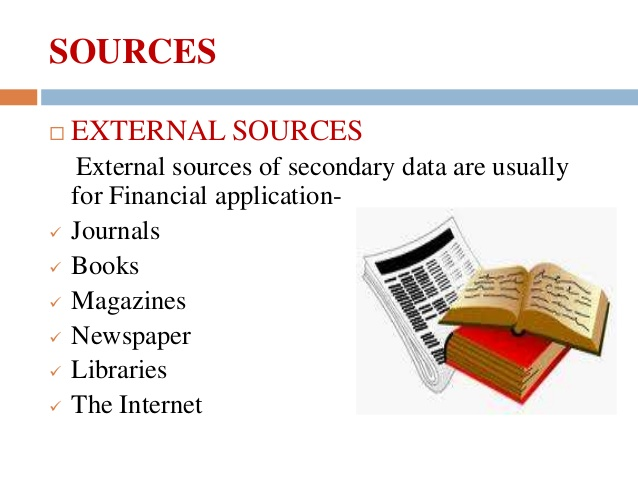 SOURCES
EXTERNAL SOURCES
External sources of secondary data are usually
for Financial application-
Journals
Books
Magazines
Newspaper
Libraries
The Internet